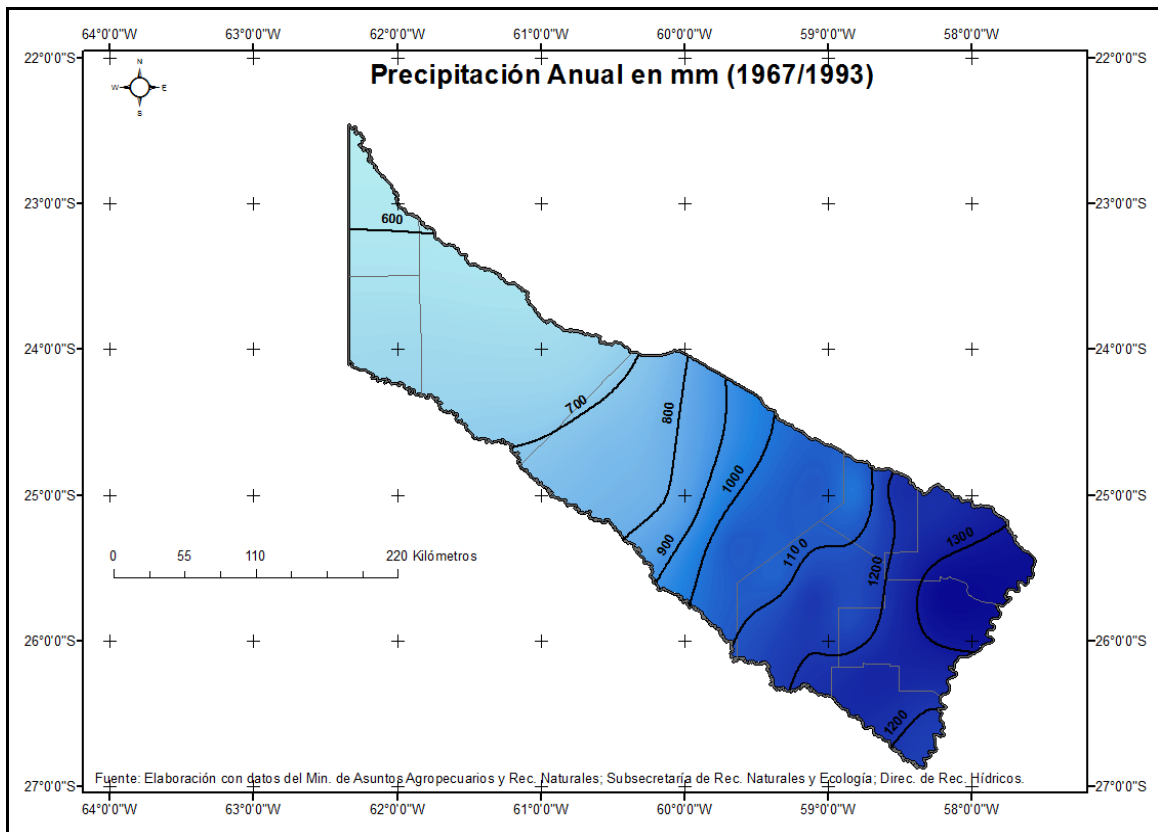 64°0'0"W 63°0'0"W 62°0'0"W 61°0'0"W 60°0'0"W 59°0'0"W 58°0'0"W
22°0'0"S 22°0'0"S
Precipitación Anual en mm (1967/1993)
N
W E
S
23°0'0"S 23°0'0"S
600
24°0'0"S 24°0'0"S
700
800
25°0'0"S 25°0'0"S
1000
900
1100
1200
1300
0 55 110 220 Kilómetros
26°0'0"S 26°0'0"S
1200
Fuente: Elaboración con datos del Min. de Asuntos Agropecuarios y Rec. Naturales; Subsecretaría de Rec. Naturales y Ecología; Direc. de Rec. Hídricos.
27°0'0"S 27°0'0"S
64°0'0"W 63°0'0"W 62°0'0"W 61°0'0"W 60°0'0"W 59°0'0"W 58°0'0"W